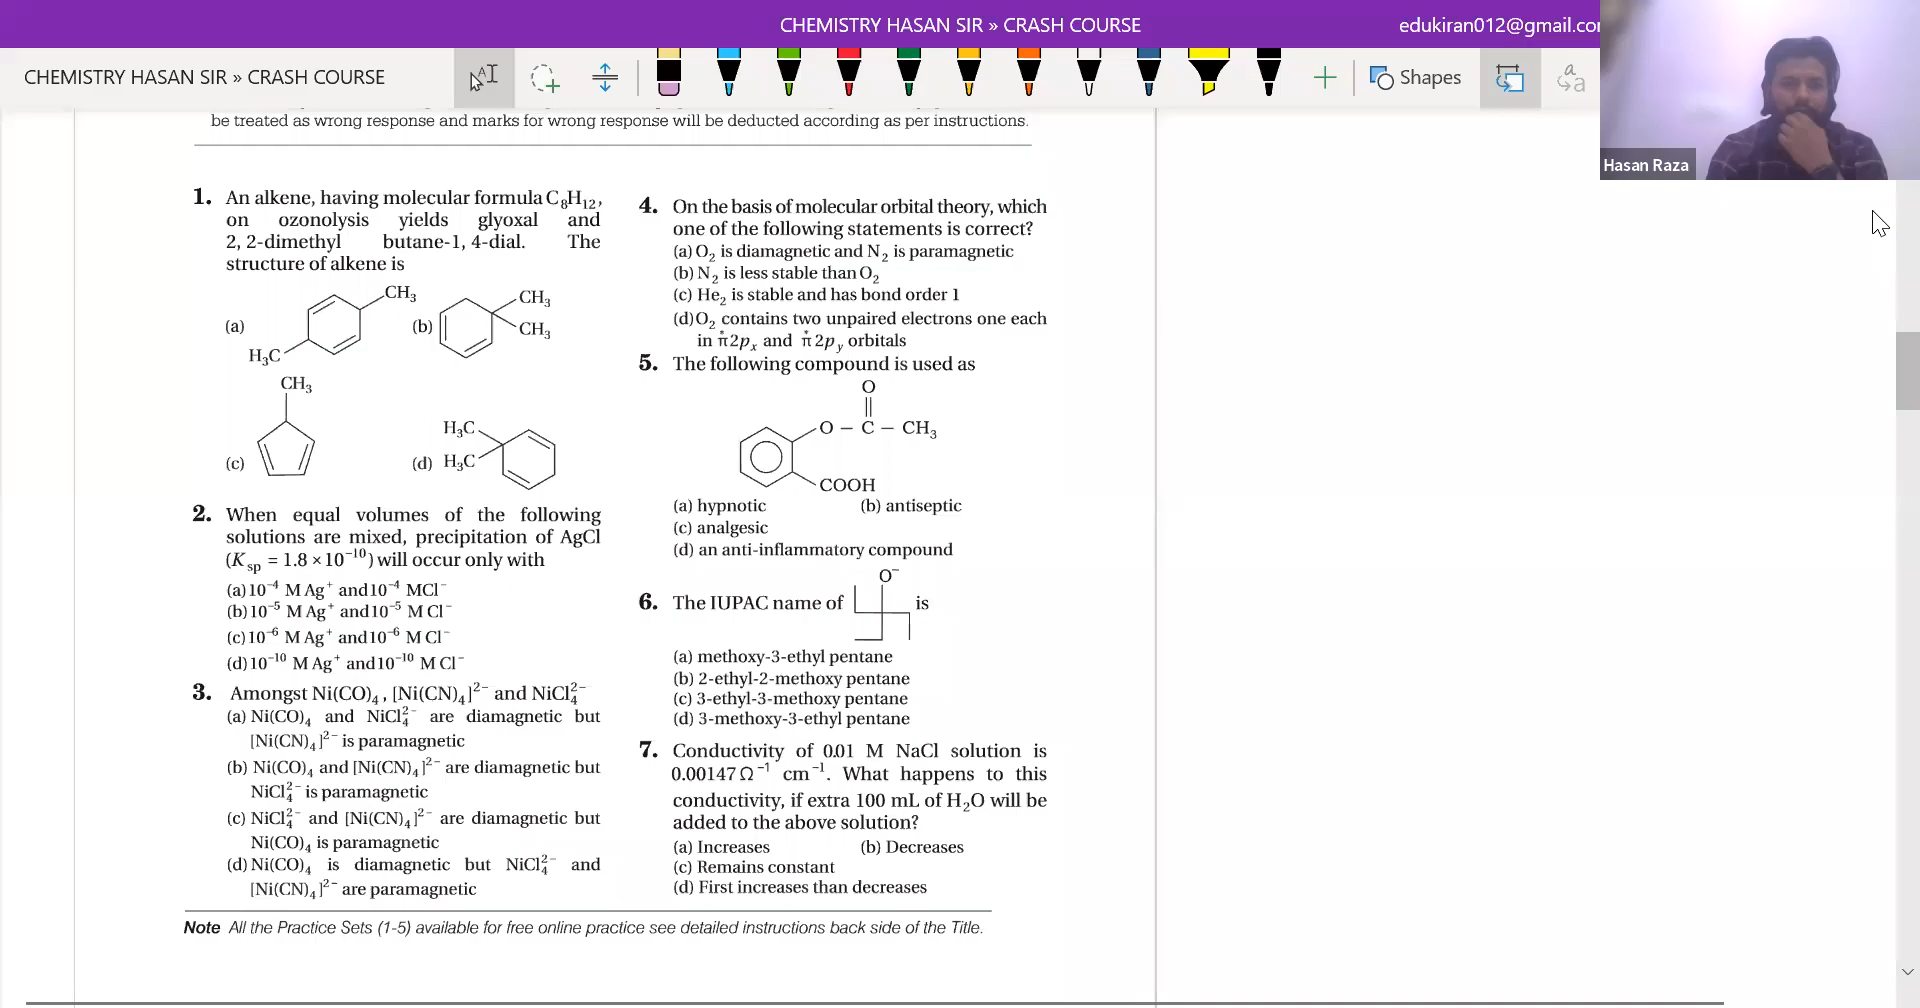 CHEMISTRY HASAN SIR » CRASH COURSE
edukiran012@gmail.co
CHEMISTRY HASAN SIR » CRASH COURSE
Shapes
Hasan Raza
be treated as wrong response and marks for wrong response will be deducted according as per instructions.
1. An alkene, having molecular formula C₈H₁₂,
on ozonolysis yields glyoxal and
2, 2-dimethyl butane-1, 4-dial. The
structure of alkene is
(a) CH₃ H₃C
(b) CH₃ CH₃
(c) CH₃
(d) H₃C H₃C
2. When equal volumes of the following
solutions are mixed, precipitation of AgCl
(K sp = 1.8 × 10⁻¹⁰) will occur only with
(a) 10⁻⁴ M Ag⁺ and 10⁻⁴ M Cl⁻
(b) 10⁻⁵ M Ag⁺ and 10⁻⁵ M Cl⁻
(c) 10⁻⁶ M Ag⁺ and 10⁻⁶ M Cl⁻
(d) 10⁻¹⁰ M Ag⁺ and 10⁻¹⁰ M Cl⁻
3. Amongst Ni(CO)₄, [Ni(CN)₄]²⁻ and NiCl₄²⁻
(a) Ni(CO)₄ and NiCl₄²⁻ are diamagnetic but
[Ni(CN)₄]²⁻ is paramagnetic
(b) Ni(CO)₄ and [Ni(CN)₄]²⁻ are diamagnetic but
NiCl₄²⁻ is paramagnetic
(c) NiCl₄²⁻ and [Ni(CN)₄]²⁻ are diamagnetic but
Ni(CO)₄ is paramagnetic
(d) Ni(CO)₄ is diamagnetic but NiCl₄²⁻ and
[Ni(CN)₄]²⁻ are paramagnetic
4. On the basis of molecular orbital theory, which
one of the following statements is correct?
(a) O₂ is diamagnetic and N₂ is paramagnetic
(b) N₂ is less stable than O₂
(c) He₂ is stable and has bond order 1
(d) O₂ contains two unpaired electrons one each
in π* 2pₓ and π* 2p_y orbitals
5. The following compound is used as
O
O – C – CH₃
COOH
(a) hypnotic (b) antiseptic
(c) analgesic
(d) an anti-inflammatory compound
O⁻
6. The IUPAC name of is
(a) methoxy-3-ethyl pentane
(b) 2-ethyl-2-methoxy pentane
(c) 3-ethyl-3-methoxy pentane
(d) 3-methoxy-3-ethyl pentane
7. Conductivity of 0.01 M NaCl solution is
0.00147 Ω⁻¹ cm⁻¹. What happens to this
conductivity, if extra 100 mL of H₂O will be
added to the above solution?
(a) Increases (b) Decreases
(c) Remains constant
(d) First increases than decreases
Note All the Practice Sets (1-5) available for free online practice see detailed instructions back side of the Title.